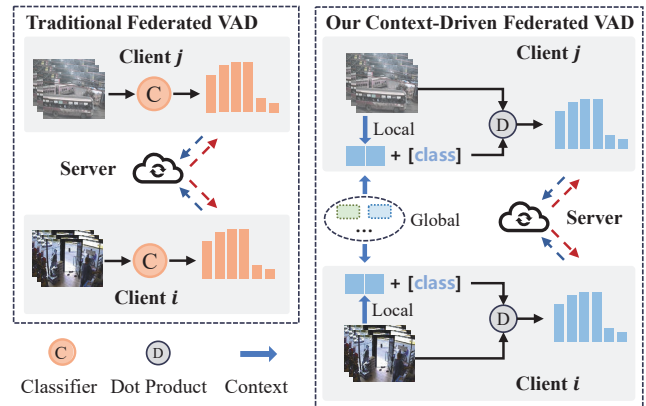 Traditional Federated VAD
Client j
C
Server
C
Client i
C
D
Classifier
Dot Product
Context
Our Context-Driven Federated VAD
Client j
D
Local
+ [class]
...
Global
Server
+ [class]
Local
D
Client i